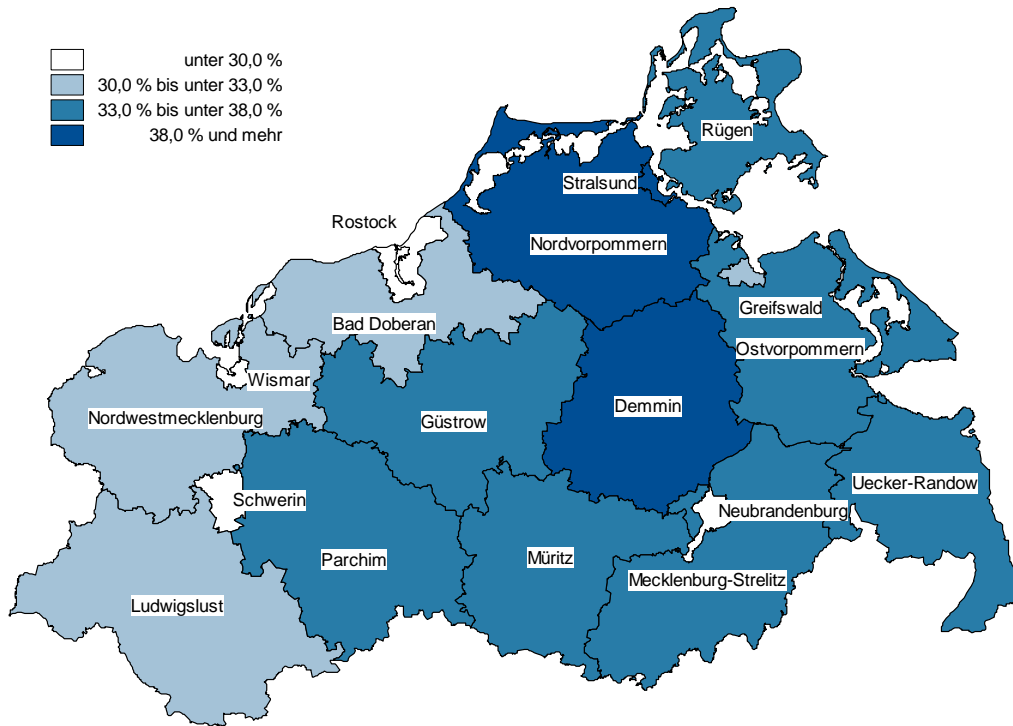 unter 30,0 %
30,0 % bis unter 33,0 %
33,0 % bis unter 38,0 %
38,0 % und mehr
Rügen
Stralsund
Rostock
Nordvorpommern
Greifswald
Bad Doberan
Ostvorpommern
Wismar
Demmin
Nordwestmecklenburg
Güstrow
Uecker-Randow
Schwerin
Neubrandenburg
Parchim
Müritz
Mecklenburg-Strelitz
Ludwigslust